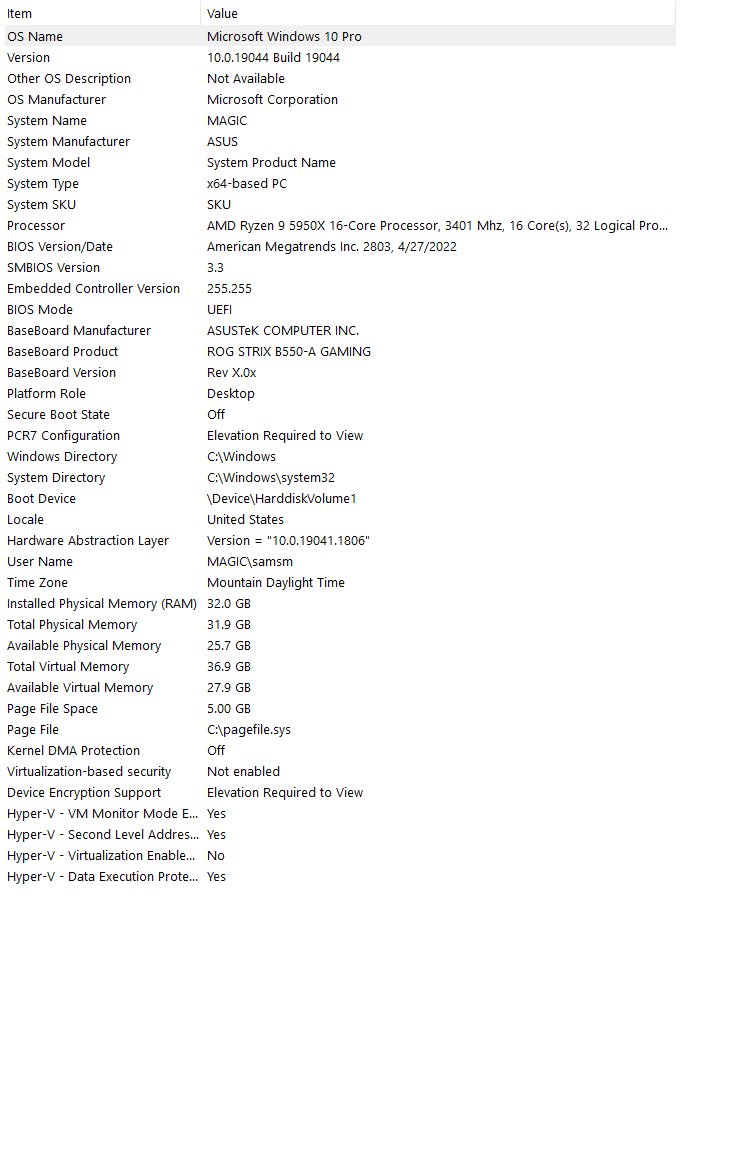 Item Value
OS Name Microsoft Windows 10 Pro
Version 10.0.19044 Build 19044
Other OS Description Not Available
OS Manufacturer Microsoft Corporation
System Name MAGIC
System Manufacturer ASUS
System Model System Product Name
System Type x64-based PC
System SKU SKU
Processor AMD Ryzen 9 5950X 16-Core Processor, 3401 Mhz, 16 Core(s), 32 Logical Pro...
BIOS Version/Date American Megatrends Inc. 2803, 4/27/2022
SMBIOS Version 3.3
Embedded Controller Version 255.255
BIOS Mode UEFI
BaseBoard Manufacturer ASUSTeK COMPUTER INC.
BaseBoard Product ROG STRIX B550-A GAMING
BaseBoard Version Rev X.0x
Platform Role Desktop
Secure Boot State Off
PCR7 Configuration Elevation Required to View
Windows Directory C:\Windows
System Directory C:\Windows\system32
Boot Device \Device\HarddiskVolume1
Locale United States
Hardware Abstraction Layer Version = "10.0.19041.1806"
User Name MAGIC\samsm
Time Zone Mountain Daylight Time
Installed Physical Memory (RAM) 32.0 GB
Total Physical Memory 31.9 GB
Available Physical Memory 25.7 GB
Total Virtual Memory 36.9 GB
Available Virtual Memory 27.9 GB
Page File Space 5.00 GB
Page File C:\pagefile.sys
Kernel DMA Protection Off
Virtualization-based security Not enabled
Device Encryption Support Elevation Required to View
Hyper-V - VM Monitor Mode E... Yes
Hyper-V - Second Level Addres... Yes
Hyper-V - Virtualization Enable... No
Hyper-V - Data Execution Prote... Yes